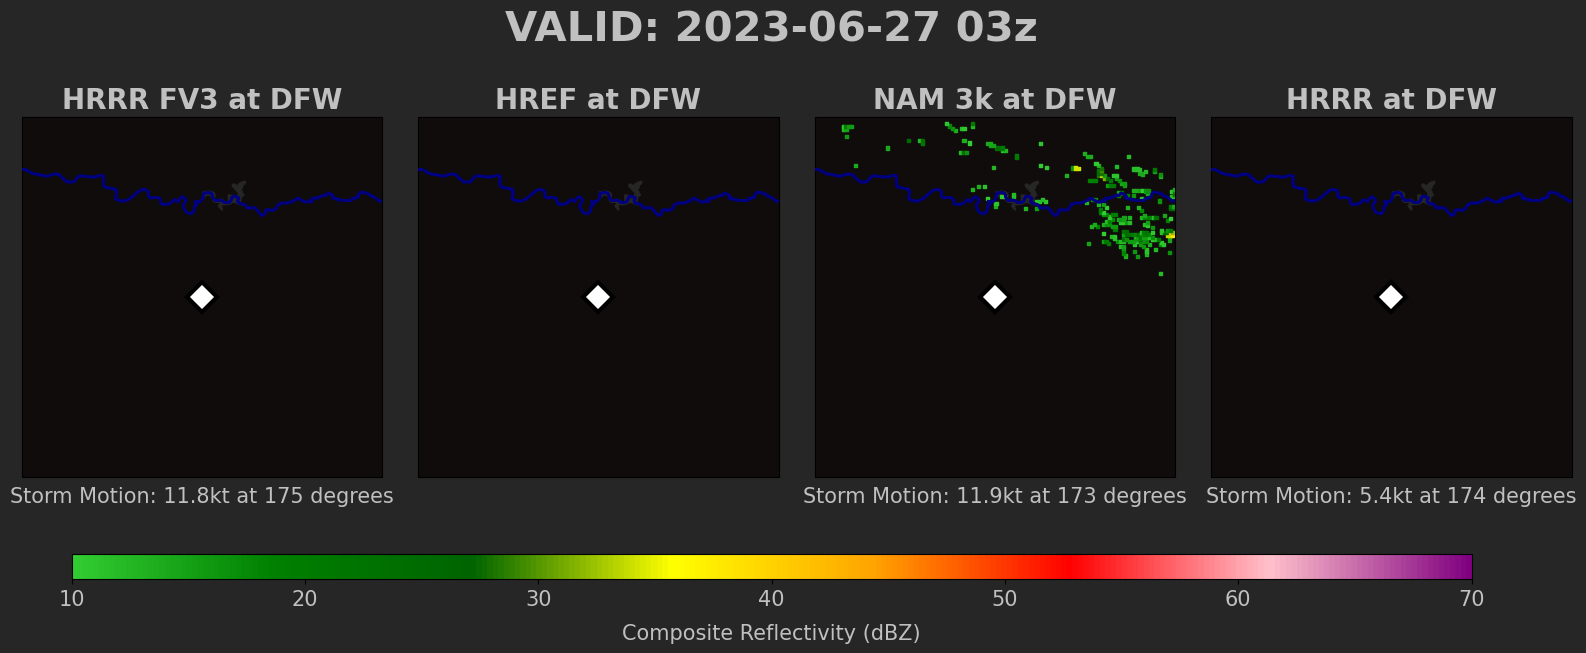 VALID: 2023-06-27 03z
HRRR FV3 at DFW
HREF at DFW
NAM 3k at DFW
HRRR at DFW
Storm Motion: 11.8kt at 175 degrees
Storm Motion: 11.9kt at 173 degrees
Storm Motion: 5.4kt at 174 degrees
10 20 30 40 50 60 70
Composite Reflectivity (dBZ)